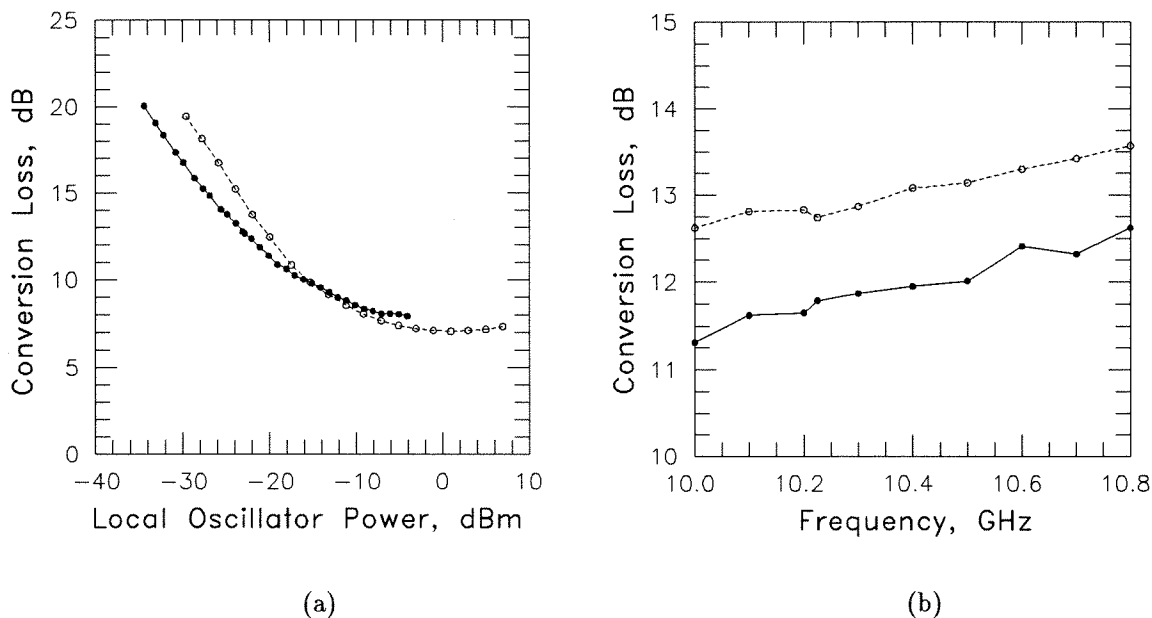 25
20
15
10
5
0
Conversion Loss, dB
−40 −30 −20 −10 0 10
Local Oscillator Power, dBm
(a)
15
14
13
12
11
10
Conversion Loss, dB
10.0 10.2 10.4 10.6 10.8
Frequency, GHz
(b)